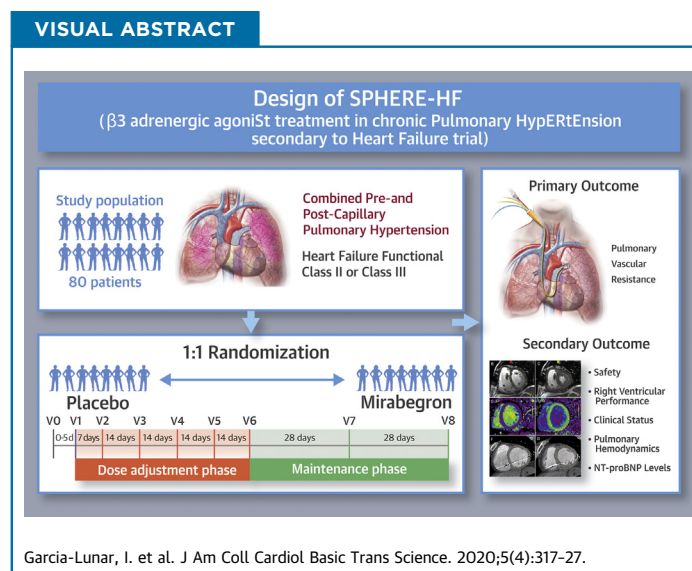 VISUAL ABSTRACT
Design of SPHERE-HF
(β3 adrenergic agoniSt treatment in chronic Pulmonary HypERtEnsion
secondary to Heart Failure trial)
Study population
80 patients
Combined Pre-and
Post-Capillary
Pulmonary Hypertension
Heart Failure Functional
Class II or Class III
1:1 Randomization
Placebo
Mirabegron
V0 V1 V2 V3 V4 V5 V6 V7 V8
0-5d 7days 14 days 14 days 14 days 14 days 28 days 28 days
Dose adjustment phase
Maintenance phase
Primary Outcome
Pulmonary
Vascular
Resistance
Secondary Outcome
• Safety
• Right Ventricular
Performance
• Clinical Status
• Pulmonary
Hemodynamics
• NT-proBNP Levels
Garcia-Lunar, I. et al. J Am Coll Cardiol Basic Trans Science. 2020;5(4):317–27.